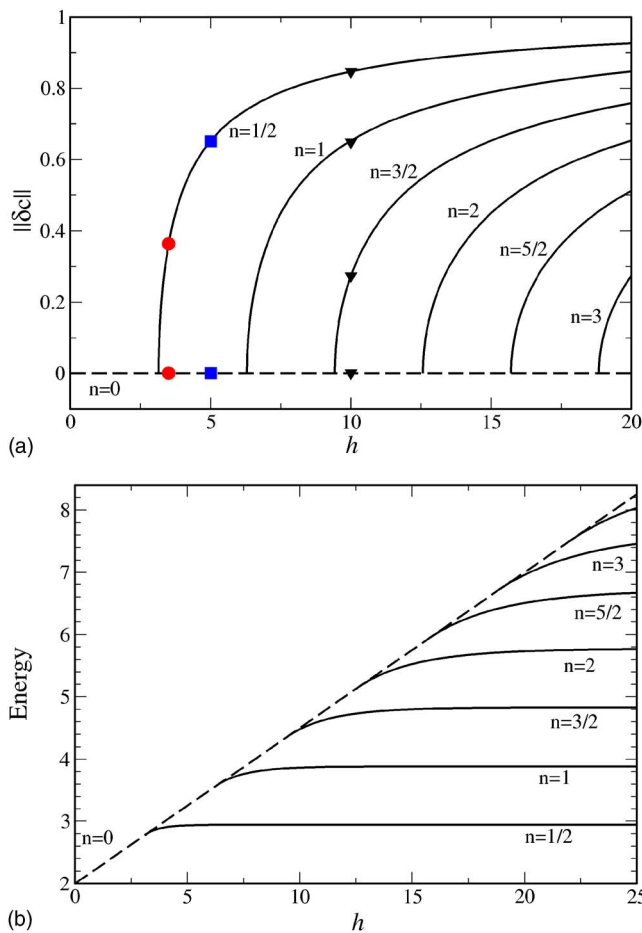 1
0.8
0.6
0.4
0.2
0
||δc||
n=1/2
n=1
n=3/2
n=2
n=5/2
n=3
n=0
0 5 10 15 20
(a) h
8
7
6
5
4
3
2
Energy
n=3
n=5/2
n=2
n=3/2
n=1
n=0
n=1/2
0 5 10 15 20 25
(b) h